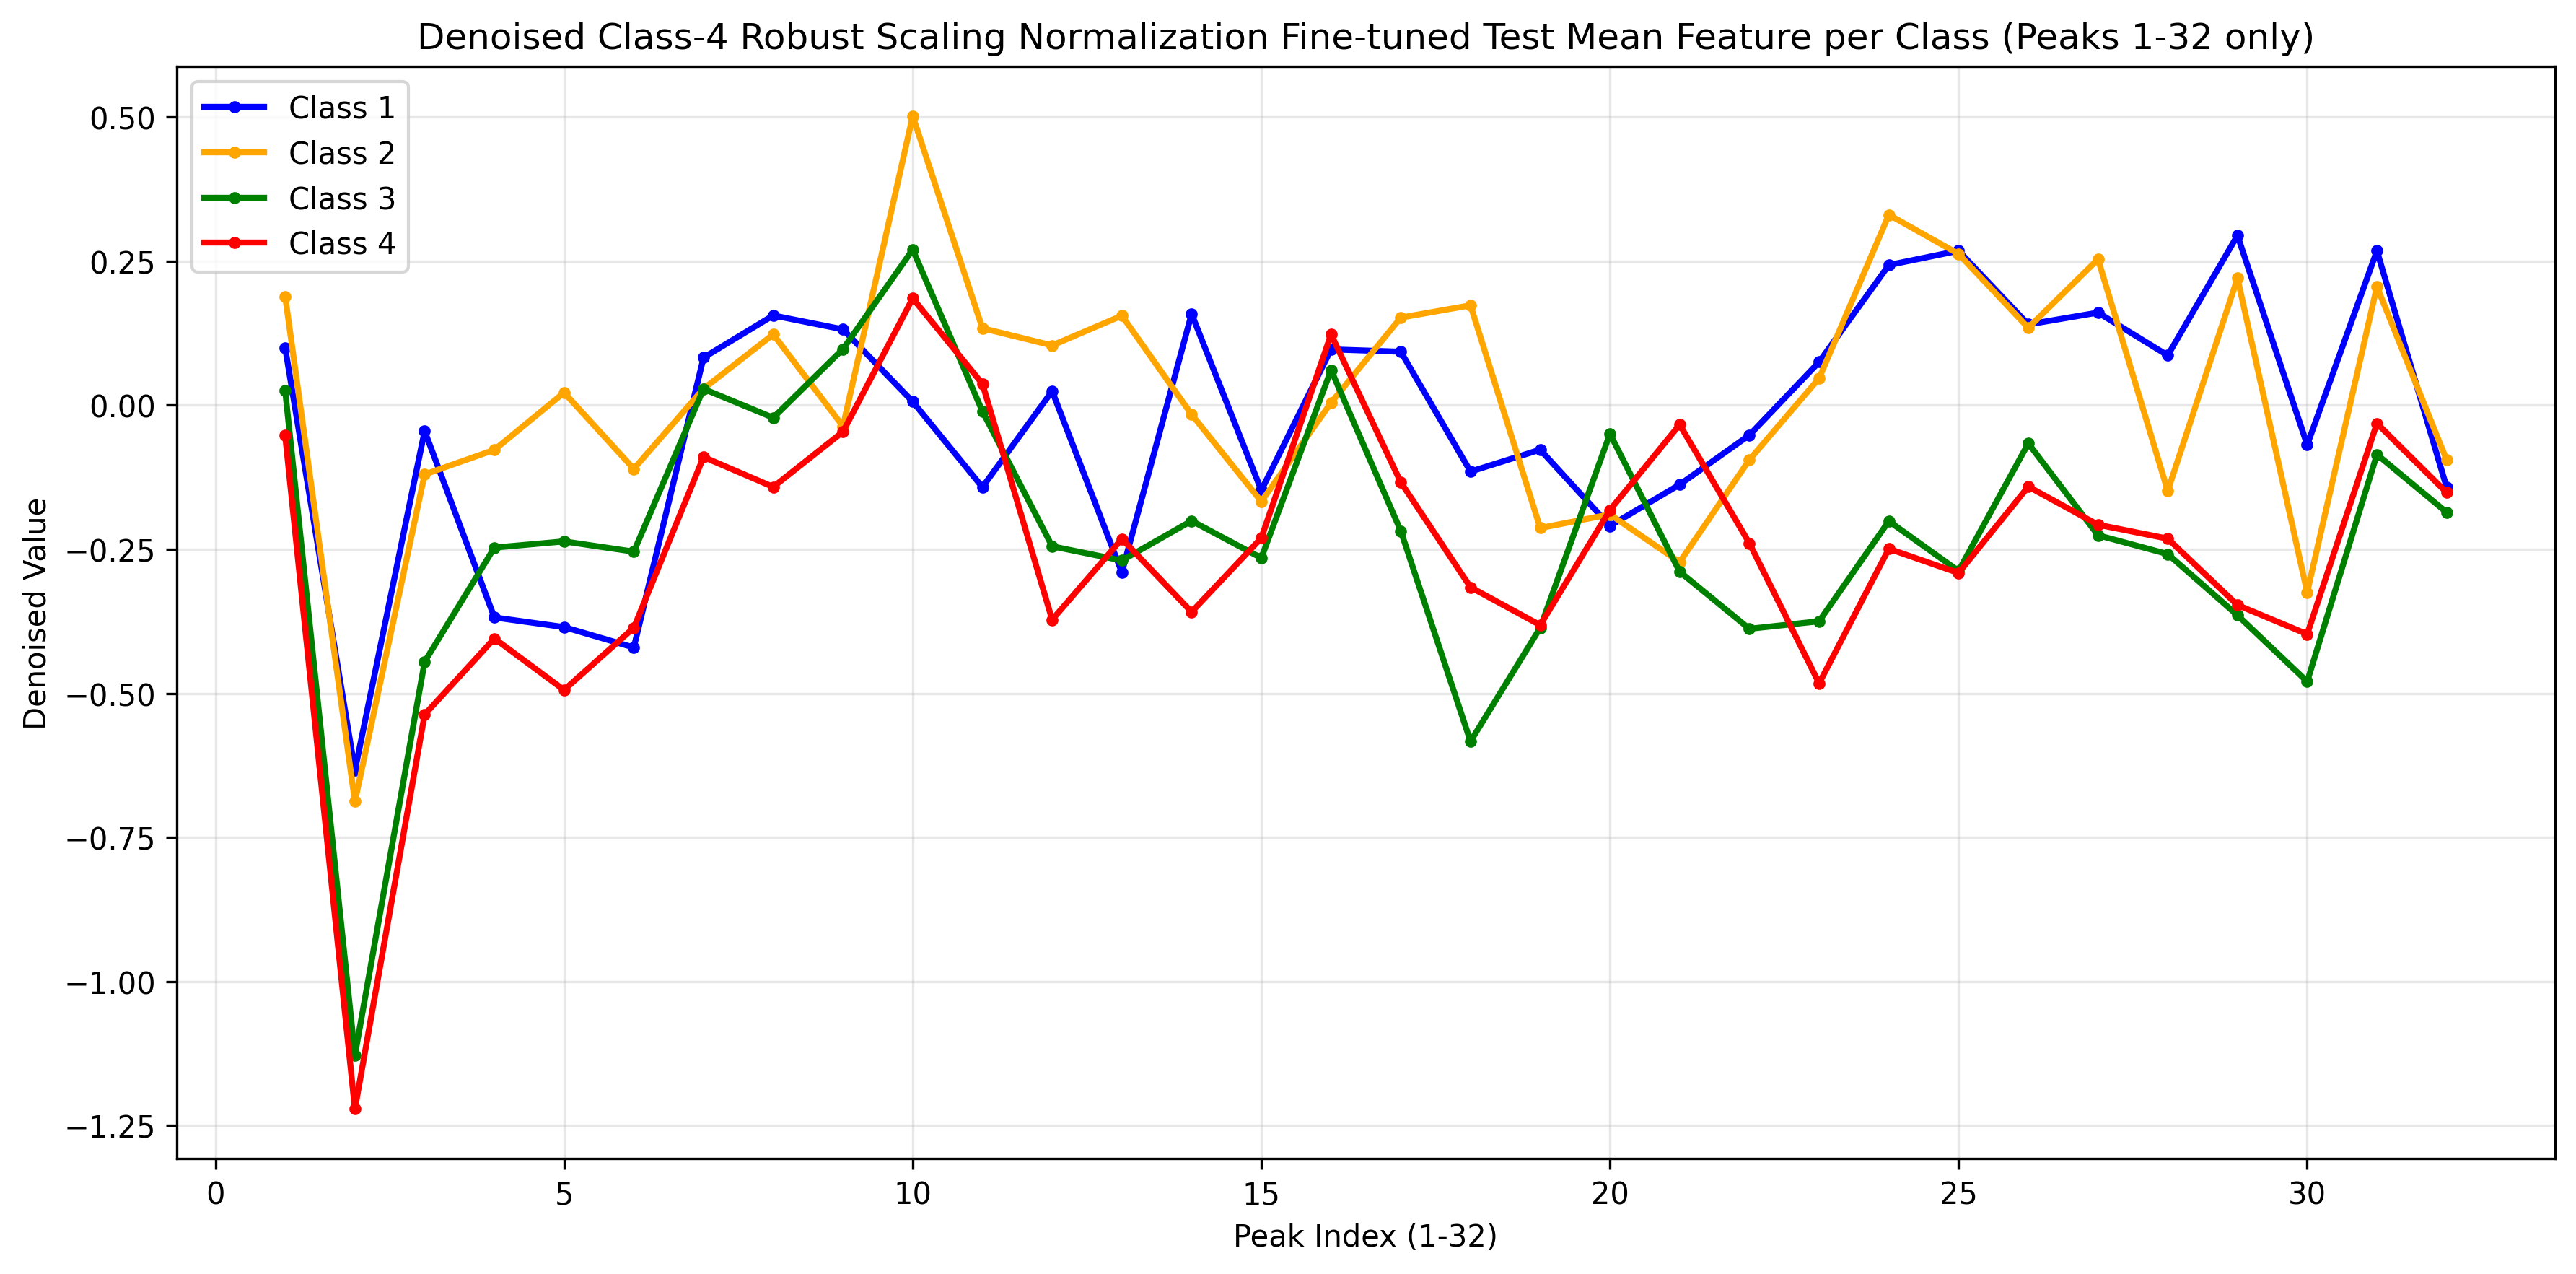 Denoised Class-4 Robust Scaling Normalization Fine-tuned Test Mean Feature per Class (Peaks 1-32 only)
Class 1
Class 2
Class 3
Class 4
0.50
0.25
0.00
−0.25
−0.50
−0.75
−1.00
−1.25
Denoised Value
0 5 10 15 20 25 30
Peak Index (1-32)